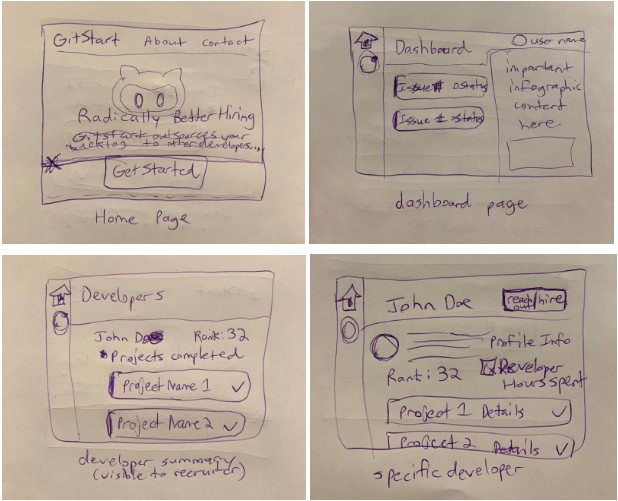 GitStart About Contact
Radically Better Hiring
Gitstart outsources your
backlog to other developers...
Get Started
Home Page
Dashboard
user name
Issue # Status
Issue # Status
important
infographic
content
here
dashboard page
Developers
John Doe Rank: 32
Projects completed
Project Name 1
Project Name 2
developer summary
(visible to recruiter)
John Doe
reach out/hire
Profile Info
Rank: 32 Developer
Hours spent
Project 1 Details
Project 2 Details
specific developer